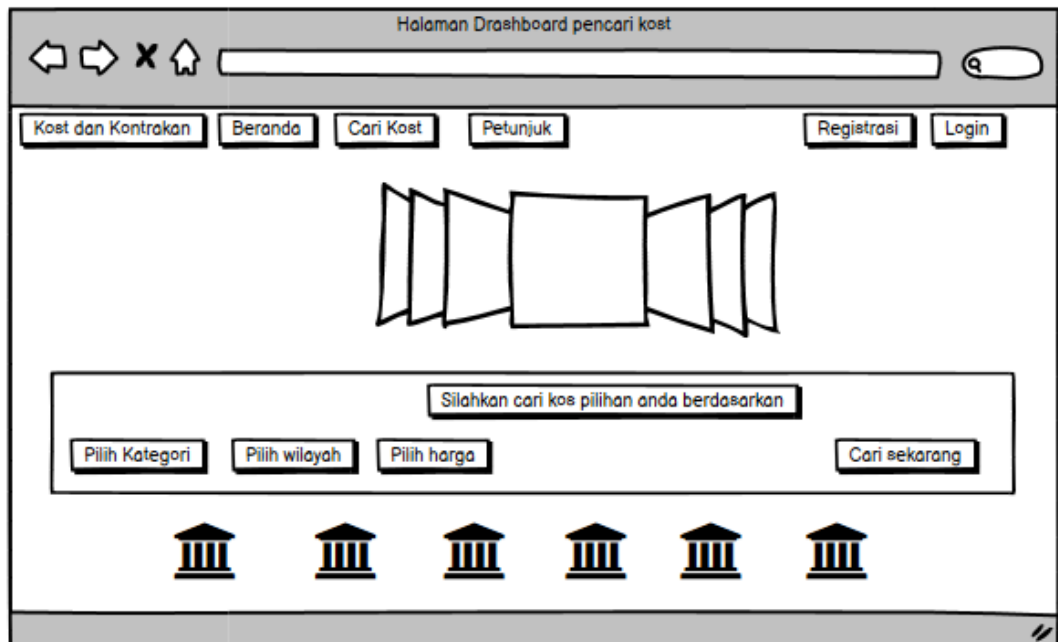 Halaman Drashboard pencari kost
Kost dan Kontrakan Beranda Cari Kost Petunjuk Registrasi Login
Silahkan cari kos pilihan anda berdasarkan
Pilih Kategori Pilih wilayah Pilih harga Cari sekarang